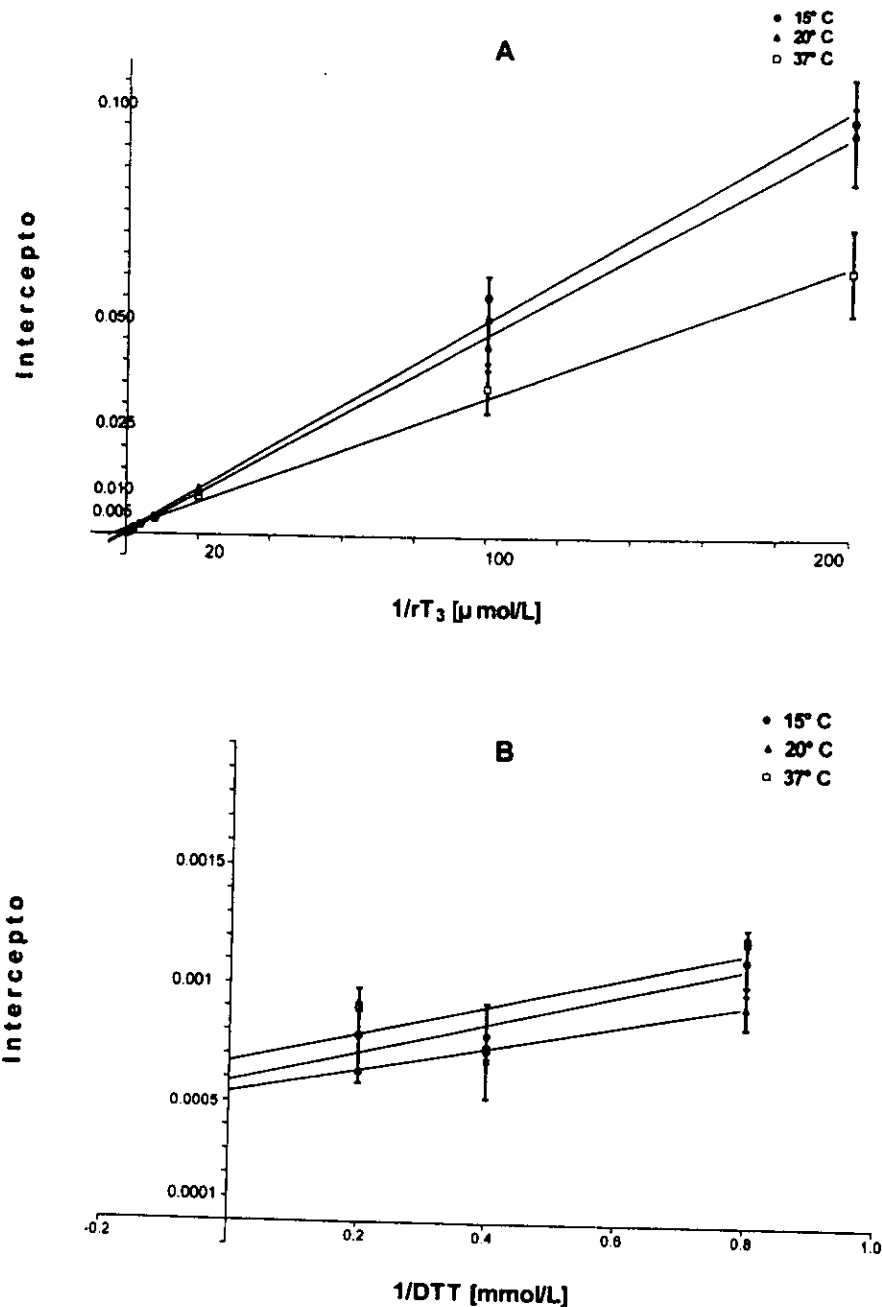 A
● 15° C
▲ 20° C
□ 37° C
Intercepto
0.100
0.050
0.025
0.010
0.005
20
100
200
1/rT₃ [µmol/L]
B
● 15° C
▲ 20° C
□ 37° C
Intercepto
0.0015
0.001
0.0005
0.0001
-0.2
0.2
0.4
0.6
0.8
1.0
1/DTT [mmol/L]